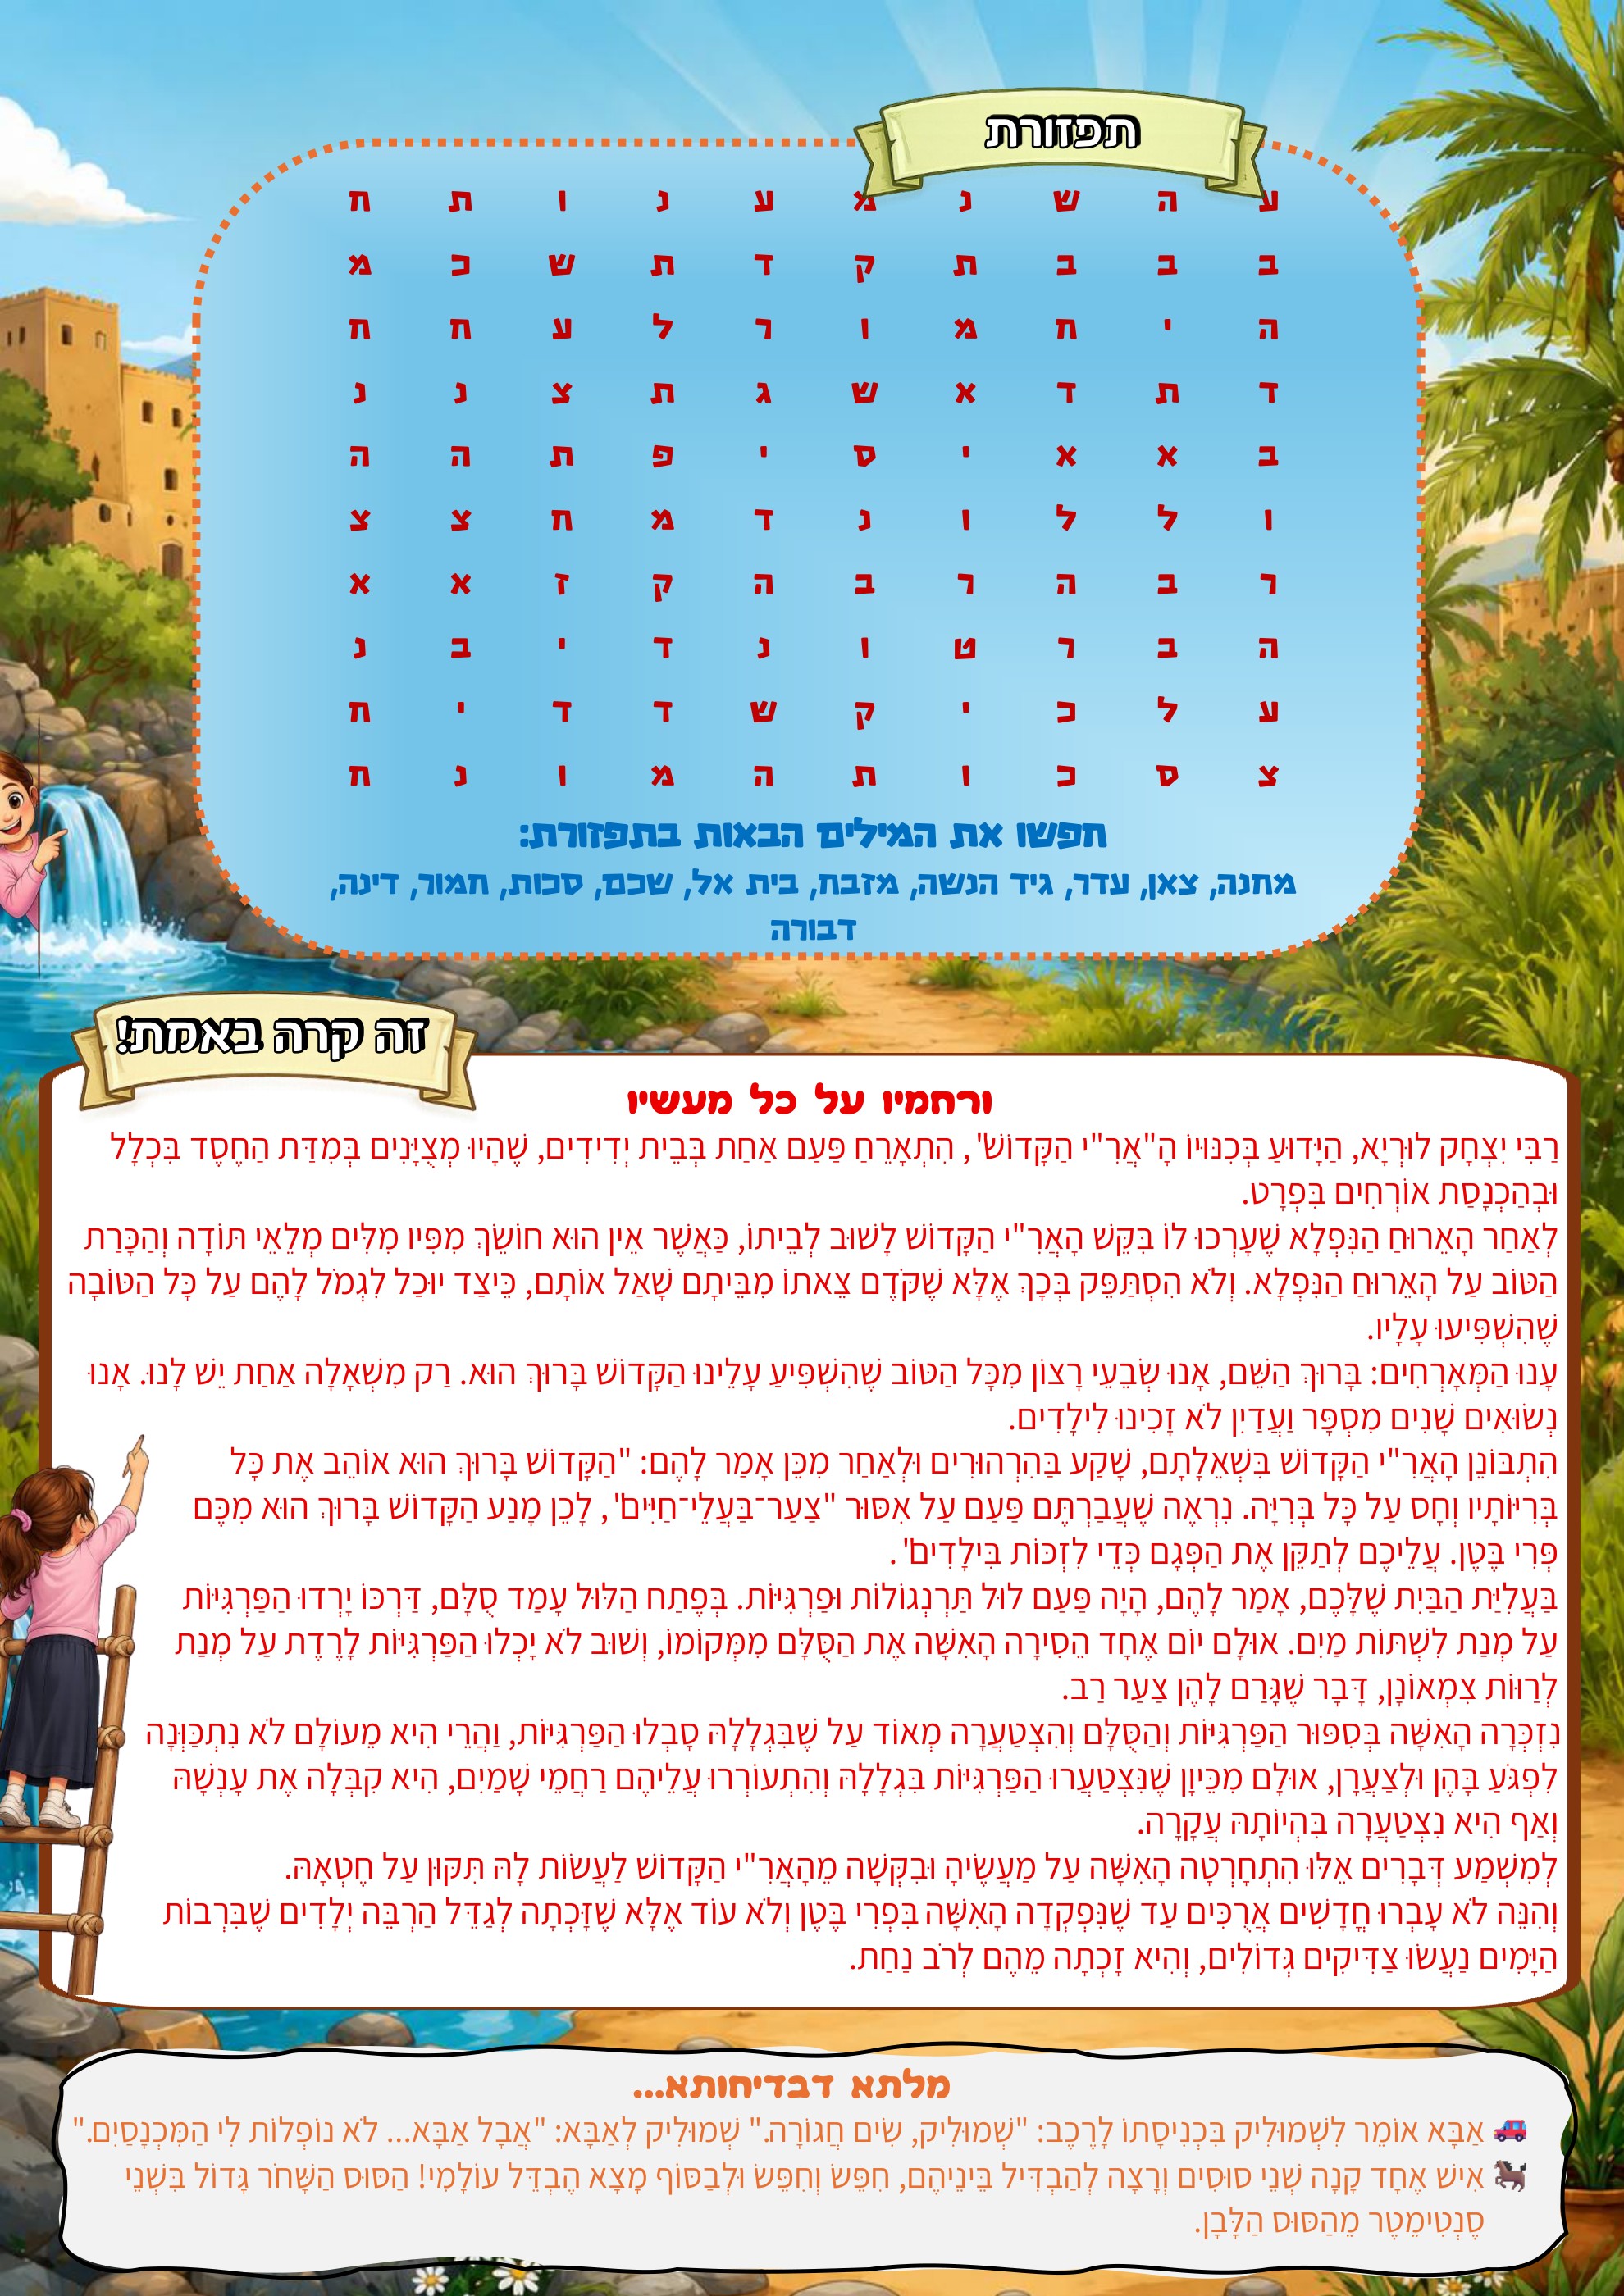 תפזורת
ע ה ש נ מ ע נ ו ת ח
ב ב ב ת ק ד ת ש כ מ
ה י ח מ ו ר ל ע ח ח
ד ת ד א ש ג ת צ נ נ
ב א א י ס י פ ת ה ה
ו ל ל ו נ ד מ ח צ צ
ר ב ה ר ב ה ק ז א א
ה ב ר ט ו נ ד י ב נ
ע ל כ י ק ש ד ד י ח
צ ס כ ו ת ה מ ו נ ח
חפשו את המילים הבאות בתפזורת:
מחנה, צאן, עדר, גיד הנשה, מזבח, בית אל, שכם, סכות, חמור, דינה,
דבורה
זה קרה באמת!
ורחמיו על כל מעשיו
רַבִּי יִצְחָק לוּרְיָא, הַיָּדוּעַ בְּכִנּוּיוֹ הָ"אֲרִ"י הַקָּדוֹשׁ", הִתְאָרֵחַ פַּעַם אַחַת בְּבֵית יְדִידִים, שֶׁהָיוּ מְצֻיָּנִים בְּמִדַּת הַחֶסֶד בִּכְלָל
וּבְהַכְנָסַת אוֹרְחִים בִּפְרָט.
לְאַחַר הָאֵרוּחַ הַנִּפְלָא שֶׁעָרְכוּ לוֹ בִּקֵּשׁ הָאֲרִ"י הַקָּדוֹשׁ לָשׁוּב לְבֵיתוֹ, כַּאֲשֶׁר אֵין הוּא חוֹשֵׂךְ מִפִּיו מִלִּים מְלֵאֵי תּוֹדָה וְהַכָּרַת
הַטּוֹב עַל הָאֵרוּחַ הַנִּפְלָא. וְלֹא הִסְתַּפֵּק בְּכָךְ אֶלָּא שֶׁקֹּדֶם צֵאתוֹ מִבֵּיתָם שָׁאַל אוֹתָם, כֵּיצַד יוּכַל לִגְמֹל לָהֶם עַל כָּל הַטּוֹבָה
שֶׁהִשְׁפִּיעוּ עָלָיו.
עָנוּ הַמְּאָרְחִים: בָּרוּךְ הַשֵּׁם, אָנוּ שְׂבֵעֵי רָצוֹן מִכָּל הַטּוֹב שֶׁהִשְׁפִּיעַ עָלֵינוּ הַקָּדוֹשׁ בָּרוּךְ הוּא. רַק מִשְׁאָלָה אַחַת יֵשׁ לָנוּ. אָנוּ
נְשׂוּאִים שָׁנִים מִסְפָּר וַעֲדַיִן לֹא זָכִינוּ לִילָדִים.
הִתְבּוֹנֵן הָאֲרִ"י הַקָּדוֹשׁ בִּשְׁאֵלָתָם, שָׁקַע בְּהִרְהוּרִים וּלְאַחַר מִכֵּן אָמַר לָהֶם: "הַקָּדוֹשׁ בָּרוּךְ הוּא אוֹהֵב אֶת כָּל
בְּרִיּוֹתָיו וְחָס עַל כָּל בְּרִיָּה. נִרְאֶה שֶׁעֲבַרְתֶּם פַּעַם עַל אִסּוּר "צַעַר־בַּעֲלֵי־חַיִּים", לָכֵן מָנַע הַקָּדוֹשׁ בָּרוּךְ הוּא מִכֶּם
פְּרִי בֶּטֶן. עֲלֵיכֶם לְתַקֵּן אֶת הַפְּגָם כְּדֵי לִזְכּוֹת בִּילָדִים".
בַּעֲלִיַּת הַבַּיִת שֶׁלָּכֶם, אָמַר לָהֶם, הָיָה פַּעַם לוּל תַּרְנְגוֹלוֹת וּפַרְגִּיּוֹת. בְּפֶתַח הַלּוּל עָמַד סֻלָּם, דַּרְכּוֹ יָרְדוּ הַפַּרְגִּיּוֹת
עַל מְנַת לִשְׁתּוֹת מַיִם. אוּלָם יוֹם אֶחָד הֵסִירָה הָאִשָּׁה אֶת הַסֻּלָּם מִמְּקוֹמוֹ, וְשׁוּב לֹא יָכְלוּ הַפַּרְגִּיּוֹת לָרֶדֶת עַל מְנַת
לְרַוּוֹת צִמְאוֹנָן, דָּבָר שֶׁגָּרַם לָהֶן צַעַר רַב.
נִזְכְּרָה הָאִשָּׁה בְּסִפּוּר הַפַּרְגִּיּוֹת וְהַסֻּלָּם וְהִצְטַעֲרָה מְאוֹד עַל שֶׁבִּגְלָלָהּ סָבְלוּ הַפַּרְגִּיּוֹת, וַהֲרֵי הִיא מֵעוֹלָם לֹא נִתְכַּוְּנָה
לִפְגֹּעַ בָּהֶן וּלְצַעֲרָן, אוּלָם מִכֵּיוָן שֶׁנִּצְטַעֲרוּ הַפַּרְגִּיּוֹת בִּגְלָלָהּ וְהִתְעוֹרְרוּ עֲלֵיהֶם רַחֲמֵי שָׁמַיִם, הִיא קִבְּלָה אֶת עָנְשָׁהּ
וְאַף הִיא נִצְטַעֲרָה בִּהְיוֹתָהּ עֲקָרָה.
לְמִשְׁמַע דְּבָרִים אֵלּוּ הִתְחָרְטָה הָאִשָּׁה עַל מַעֲשֶׂיהָ וּבִקְּשָׁה מֵהָאֲרִ"י הַקָּדוֹשׁ לַעֲשׂוֹת לָהּ תִּקּוּן עַל חֶטְאָהּ.
וְהִנֵּה לֹא עָבְרוּ חֳדָשִׁים אֲרֻכִּים עַד שֶׁנִּפְקְדָה הָאִשָּׁה בִּפְרִי בֶּטֶן וְלֹא עוֹד אֶלָּא שֶׁזָּכְתָה לְגַדֵּל הַרְבֵּה יְלָדִים שֶׁבִּרְבוֹת
הַיָּמִים נַעֲשׂוּ צַדִּיקִים גְּדוֹלִים, וְהִיא זָכְתָה מֵהֶם לְרֹב נַחַת.
מלתא דבדיחותא...
אַבָּא אוֹמֵר לִשְׁמוּלִיק בִּכְנִיסָתוֹ לָרֶכֶב: "שְׁמוּלִיק, שִׂים חֲגוֹרָה." שְׁמוּלִיק לְאַבָּא: "אֲבָל אַבָּא... לֹא נוֹפְלוֹת לִי הַמִּכְנָסַיִם."
אִישׁ אֶחָד קָנָה שְׁנֵי סוּסִים וְרָצָה לְהַבְדִּיל בֵּינֵיהֶם, חִפֵּשׂ וְחִפֵּשׂ וּלְבַסּוֹף מָצָא הֶבְדֵּל עוֹלָמִי! הַסּוּס הַשָּׁחֹר גָּדוֹל בִּשְׁנֵי
סֶנְטִימֶטֶר מֵהַסּוּס הַלָּבָן.